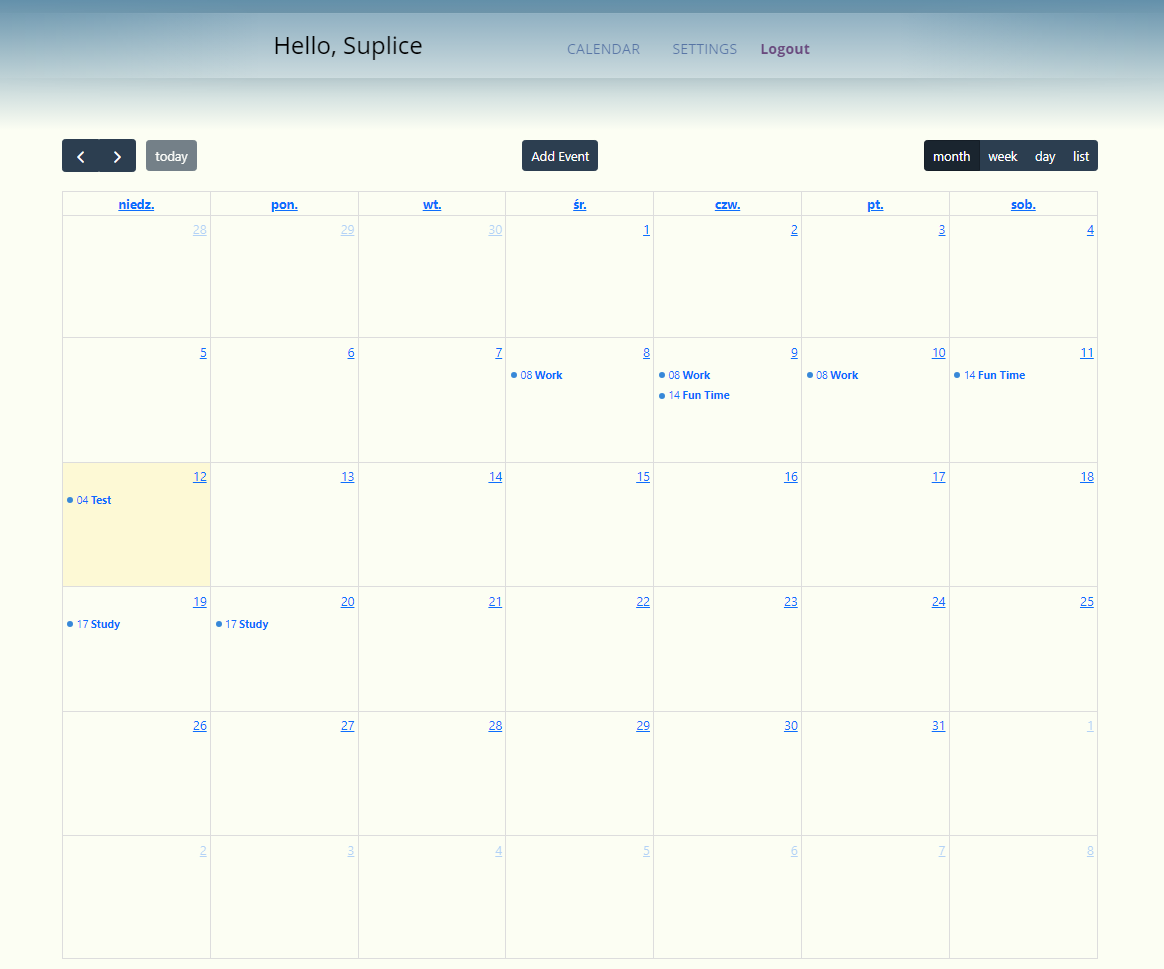 Hello, Suplice CALENDAR SETTINGS Logout
today Add Event month week day list
niedz. pon. wt. śr. czw. pt. sob.
28 29 30 1 2 3 4
5 6 7 8 9 10 11
08 Work 08 Work 08 Work 14 Fun Time
14 Fun Time
12 13 14 15 16 17 18
04 Test
19 20 21 22 23 24 25
17 Study 17 Study
26 27 28 29 30 31 1
2 3 4 5 6 7 8